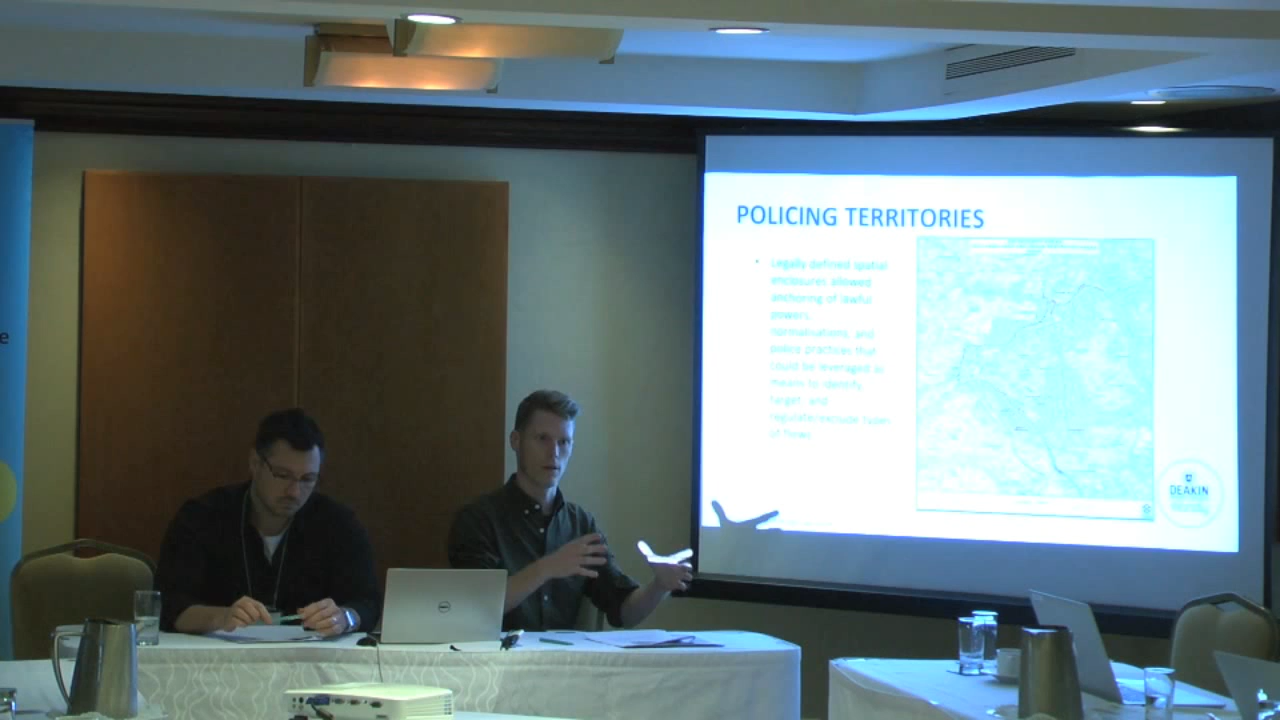 POLICING TERRITORIES
• Legally defined spatial
enclosures allowed
anchoring of lawful
powers,
normalisations, and
police practices that
could be leveraged as
means to identify,
target, and
regulate/exclude types
of flows
DEAKIN
DELL
e